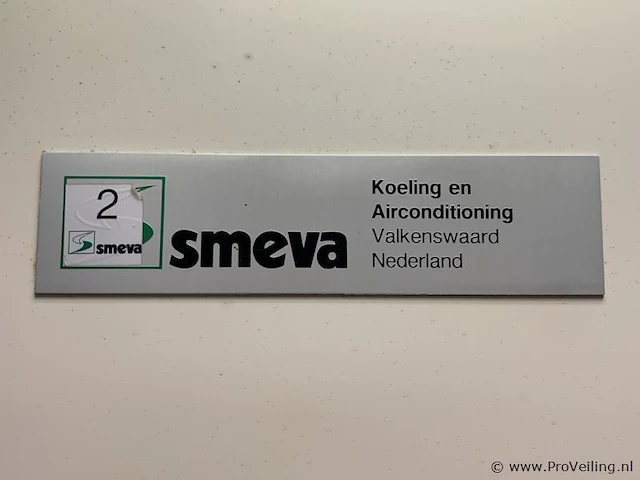 2
smeva
smeva
Koeling en
Airconditioning
Valkenswaard
Nederland
© www.ProVeiling.nl